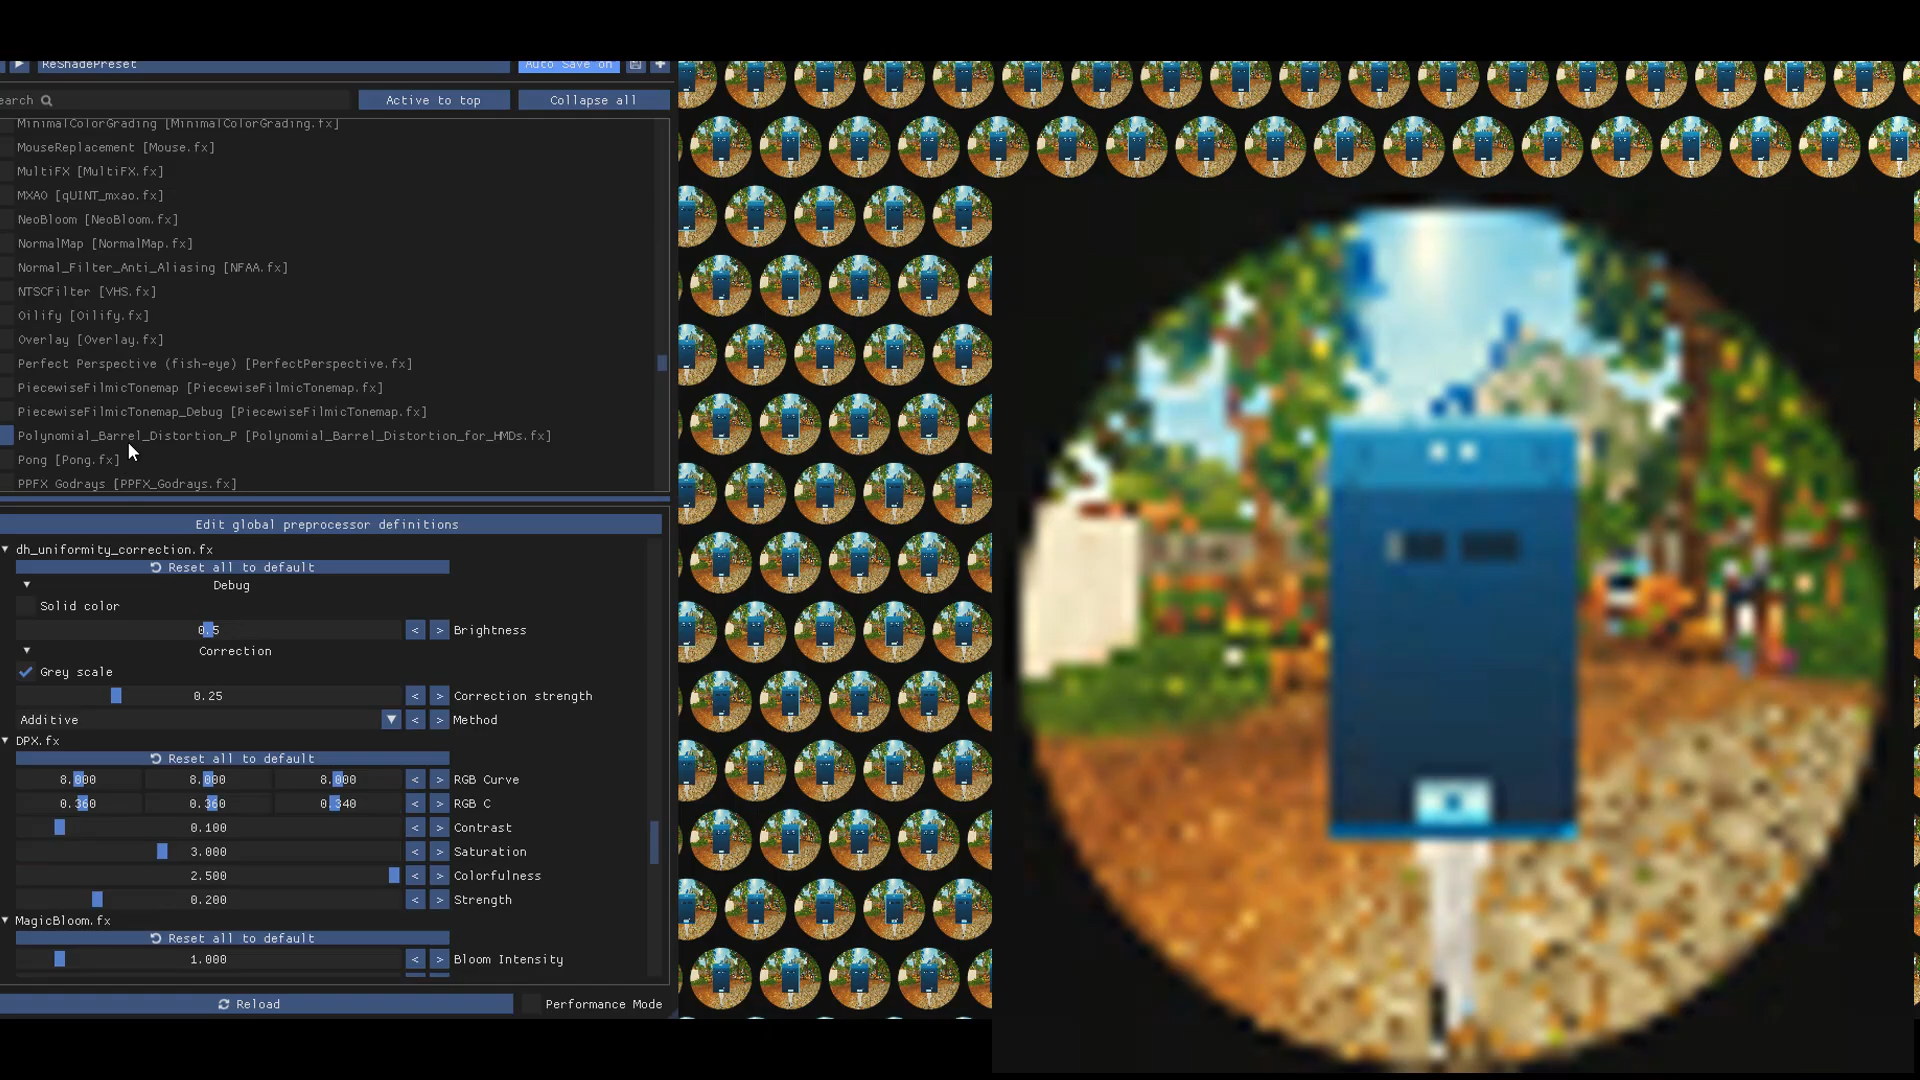 ReShadePreset
Auto Save on
earch
Active to top
Collapse all
MinimalColorGrading [MinimalColorGrading.fx]
MouseReplacement [Mouse.fx]
MultiFX [MultiFX.fx]
MXAO [qUINT_mxao.fx]
NeoBloom [NeoBloom.fx]
NormalMap [NormalMap.fx]
Normal_Filter_Anti_Aliasing [NFAA.fx]
NTSCFilter [VHS.fx]
Oilify [Oilify.fx]
Overlay [Overlay.fx]
Perfect Perspective (fish-eye) [PerfectPerspective.fx]
PiecewiseFilmicTonemap [PiecewiseFilmicTonemap.fx]
PiecewiseFilmicTonemap_Debug [PiecewiseFilmicTonemap.fx]
Polynomial_Barrel_Distortion_P [Polynomial_Barrel_Distortion_for_HMDs.fx]
Pong [Pong.fx]
PPFX Godrays [PPFX_Godrays.fx]
Edit global preprocessor definitions
dh_uniformity_correction.fx
Reset all to default
Debug
Solid color
0.5 < > Brightness
Correction
Grey scale
0.25 < > Correction strength
Additive < > Method
DPX.fx
Reset all to default
8.000 8.000 8.000 < > RGB Curve
0.360 0.360 0.340 < > RGB C
0.100 < > Contrast
3.000 < > Saturation
2.500 < > Colorfulness
0.200 < > Strength
MagicBloom.fx
Reset all to default
1.000 < > Bloom Intensity
Reload
Performance Mode